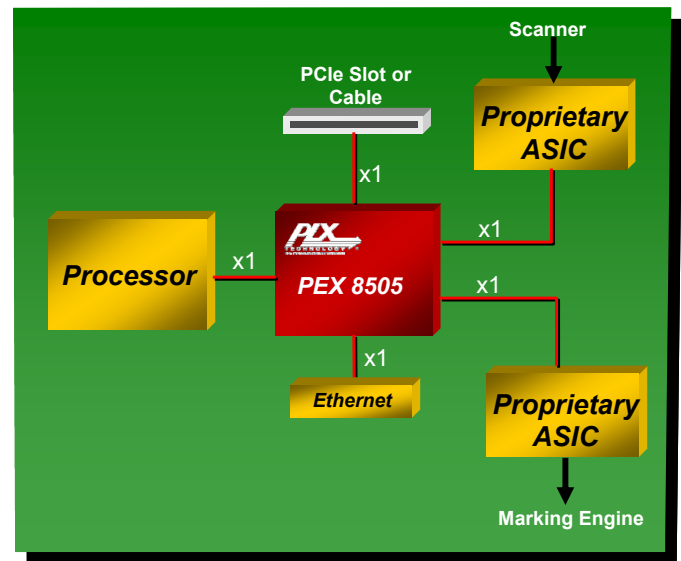 Scanner
PCIe Slot or
Cable
Proprietary
ASIC
x1
x1
PLX
TECHNOLOGY ®
Processor
x1
PEX 8505
x1
x1
Ethernet
Proprietary
ASIC
Marking Engine